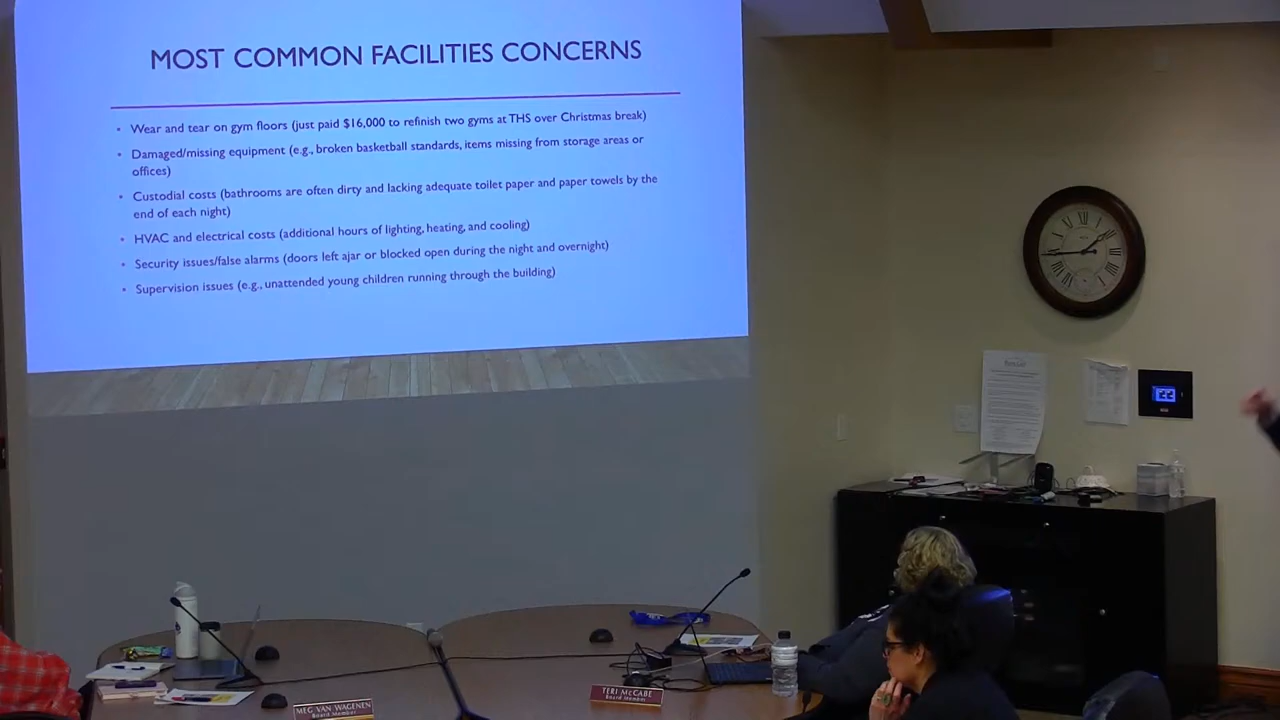 MOST COMMON FACILITIES CONCERNS
• Wear and tear on gym floors (just paid $16,000 to refinish two gyms at THS over Christmas break)
• Damaged/missing equipment (e.g., broken basketball standards, items missing from storage areas or
offices)
• Custodial costs (bathrooms are often dirty and lacking adequate toilet paper and paper towels by the
end of each night)
• HVAC and electrical costs (additional hours of lighting, heating, and cooling)
• Security issues/false alarms (doors left ajar or blocked open during the night and overnight)
• Supervision issues (e.g., unattended young children running through the building)
TERI McCABE
Board Member
MEG VAN WAGENEN
Board Member